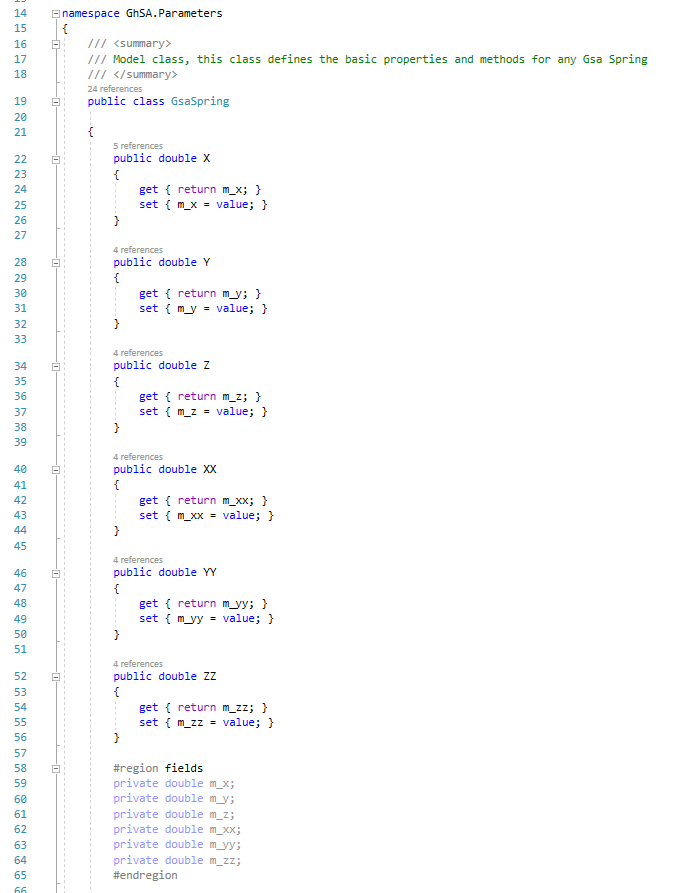 14 namespace GhSA.Parameters
15 {
16 /// <summary>
17 /// Model class, this class defines the basic properties and methods for any Gsa Spring
18 /// </summary>
24 references
19 public class GsaSpring
20
21 {
5 references
22 public double X
23 {
24 get { return m_x; }
25 set { m_x = value; }
26 }
27
4 references
28 public double Y
29 {
30 get { return m_y; }
31 set { m_y = value; }
32 }
33
4 references
34 public double Z
35 {
36 get { return m_z; }
37 set { m_z = value; }
38 }
39
4 references
40 public double XX
41 {
42 get { return m_xx; }
43 set { m_xx = value; }
44 }
45
4 references
46 public double YY
47 {
48 get { return m_yy; }
49 set { m_yy = value; }
50 }
51
4 references
52 public double ZZ
53 {
54 get { return m_zz; }
55 set { m_zz = value; }
56 }
57
58 #region fields
59 private double m_x;
60 private double m_y;
61 private double m_z;
62 private double m_xx;
63 private double m_yy;
64 private double m_zz;
65 #endregion
66